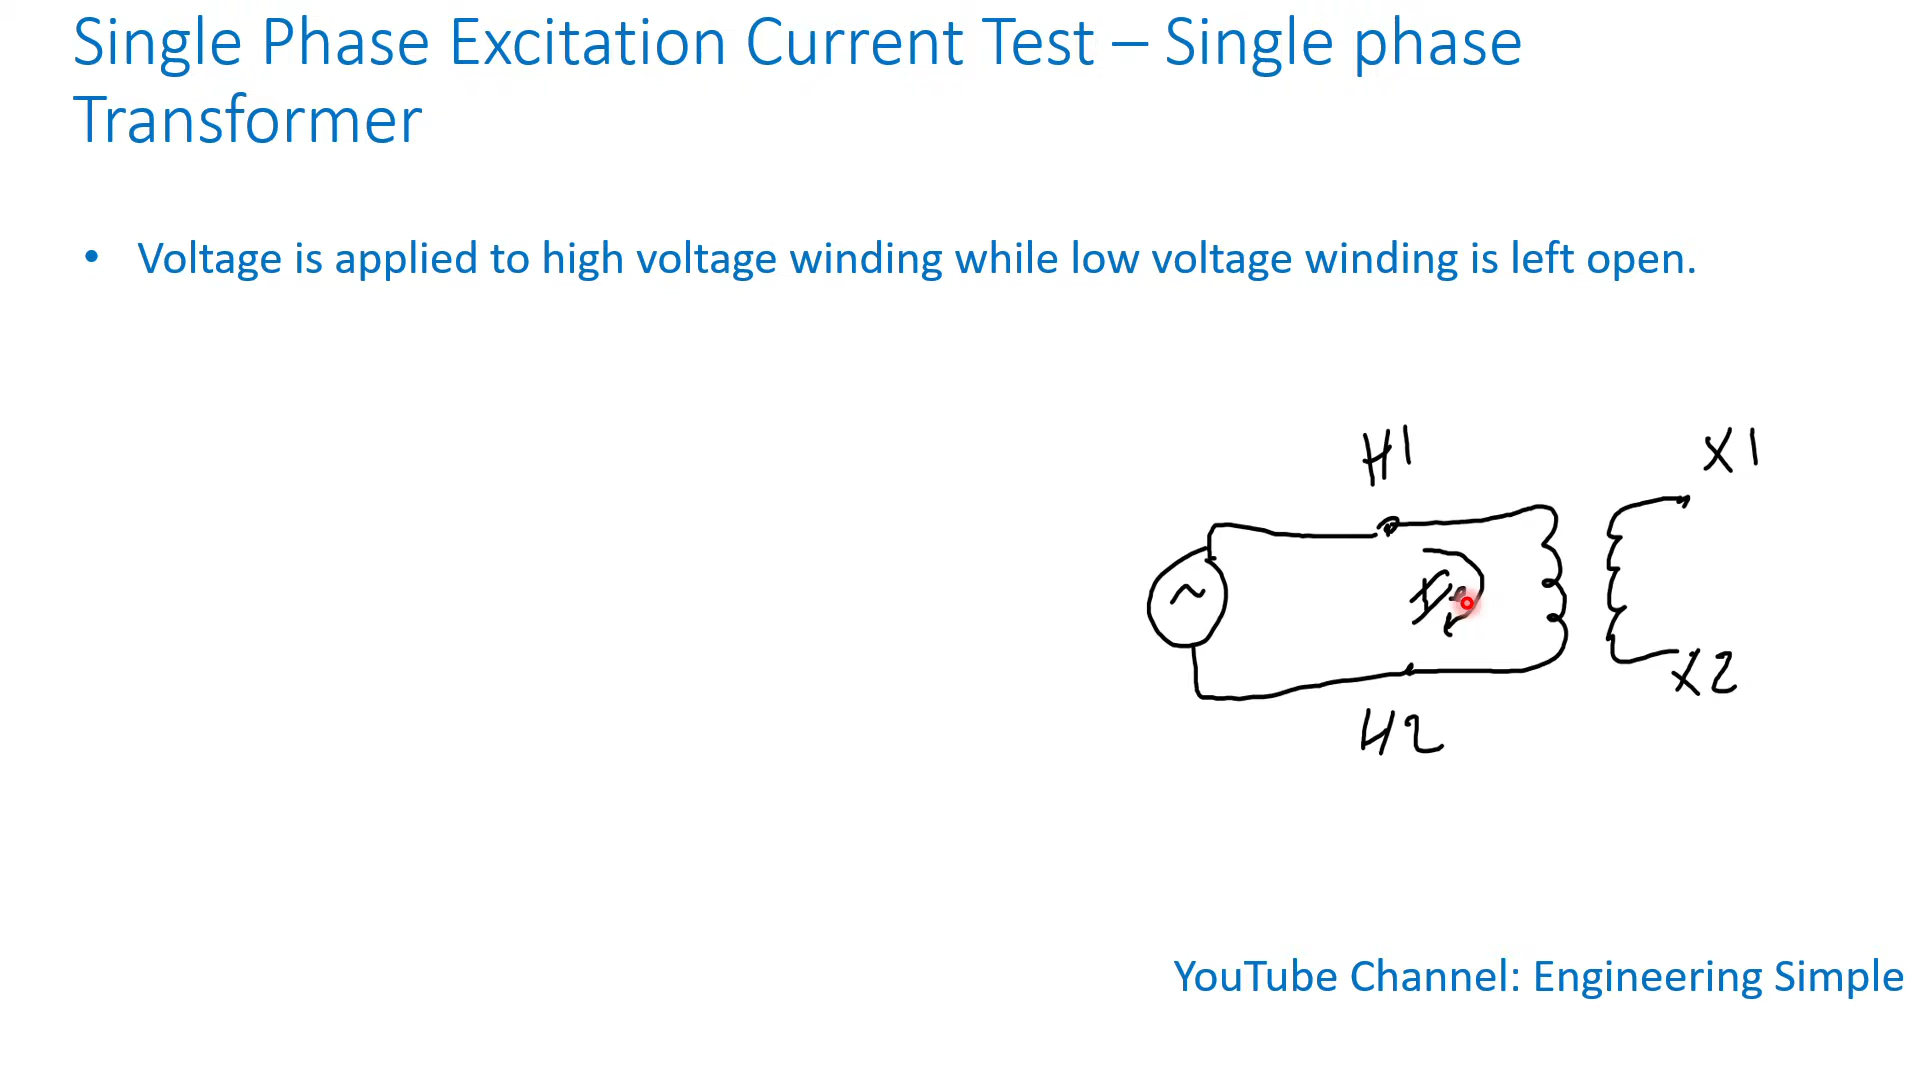 Single Phase Excitation Current Test – Single phase
Transformer
• Voltage is applied to high voltage winding while low voltage winding is left open.
H1
X1
~
X2
H2
YouTube Channel: Engineering Simple